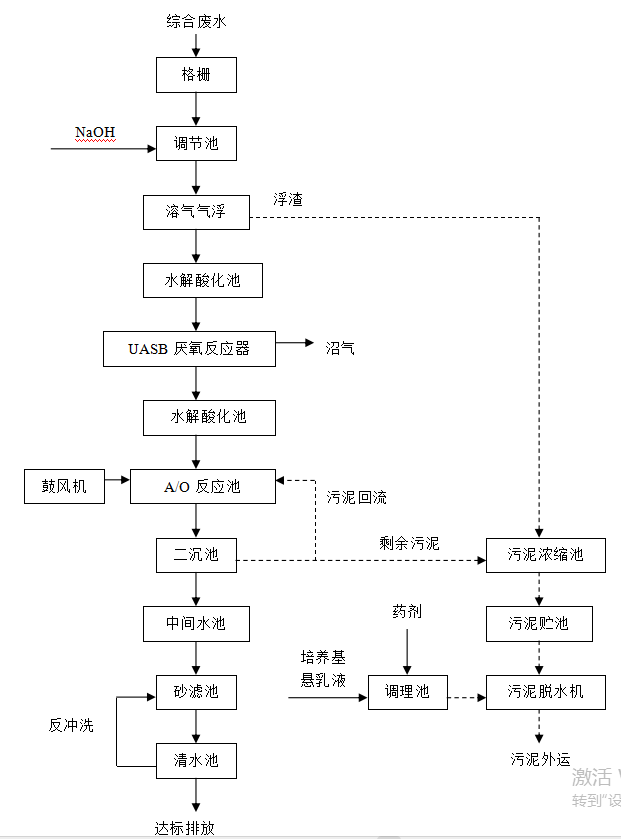 综合废水
格栅
NaOH
调节池
溶气气浮
浮渣
水解酸化池
UASB 厌氧反应器
沼气
水解酸化池
鼓风机
A/O 反应池
污泥回流
二沉池
剩余污泥
污泥浓缩池
中间水池
药剂
污泥贮池
培养基
悬乳液
砂滤池
调理池
污泥脱水机
反冲洗
清水池
污泥外运
达标排放
激活
转到"设